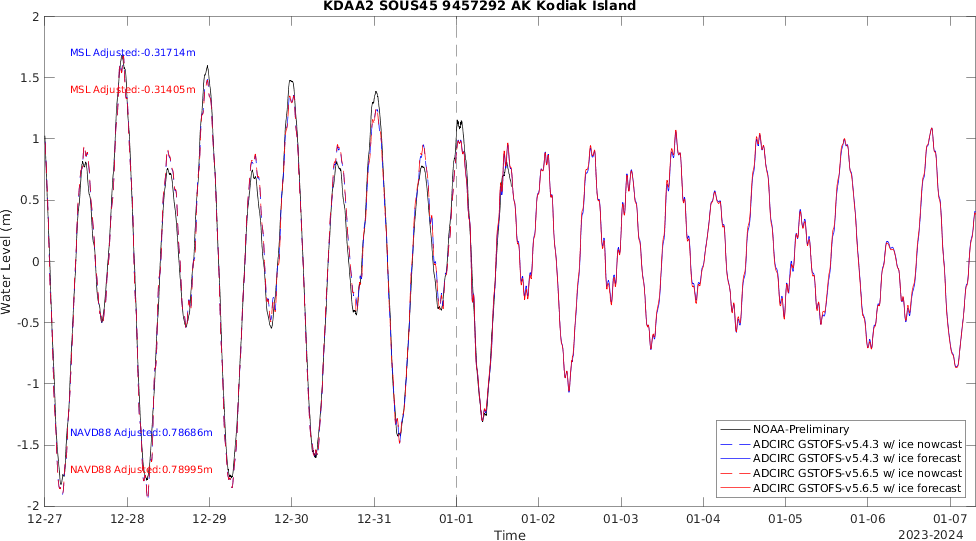 KDAA2 SOUS45 9457292 AK Kodiak Island
2
1.5
1
0.5
0
-0.5
-1
-1.5
-2
Water Level (m)
MSL Adjusted:-0.31714m
MSL Adjusted:-0.31405m
NAVD88 Adjusted:0.78686m
NAVD88 Adjusted:0.78995m
NOAA-Preliminary
ADCIRC GSTOFS-v5.4.3 w/ ice nowcast
ADCIRC GSTOFS-v5.4.3 w/ ice forecast
ADCIRC GSTOFS-v5.6.5 w/ ice nowcast
ADCIRC GSTOFS-v5.6.5 w/ ice forecast
12-27 12-28 12-29 12-30 12-31 01-01 01-02 01-03 01-04 01-05 01-06 01-07
Time
2023-2024